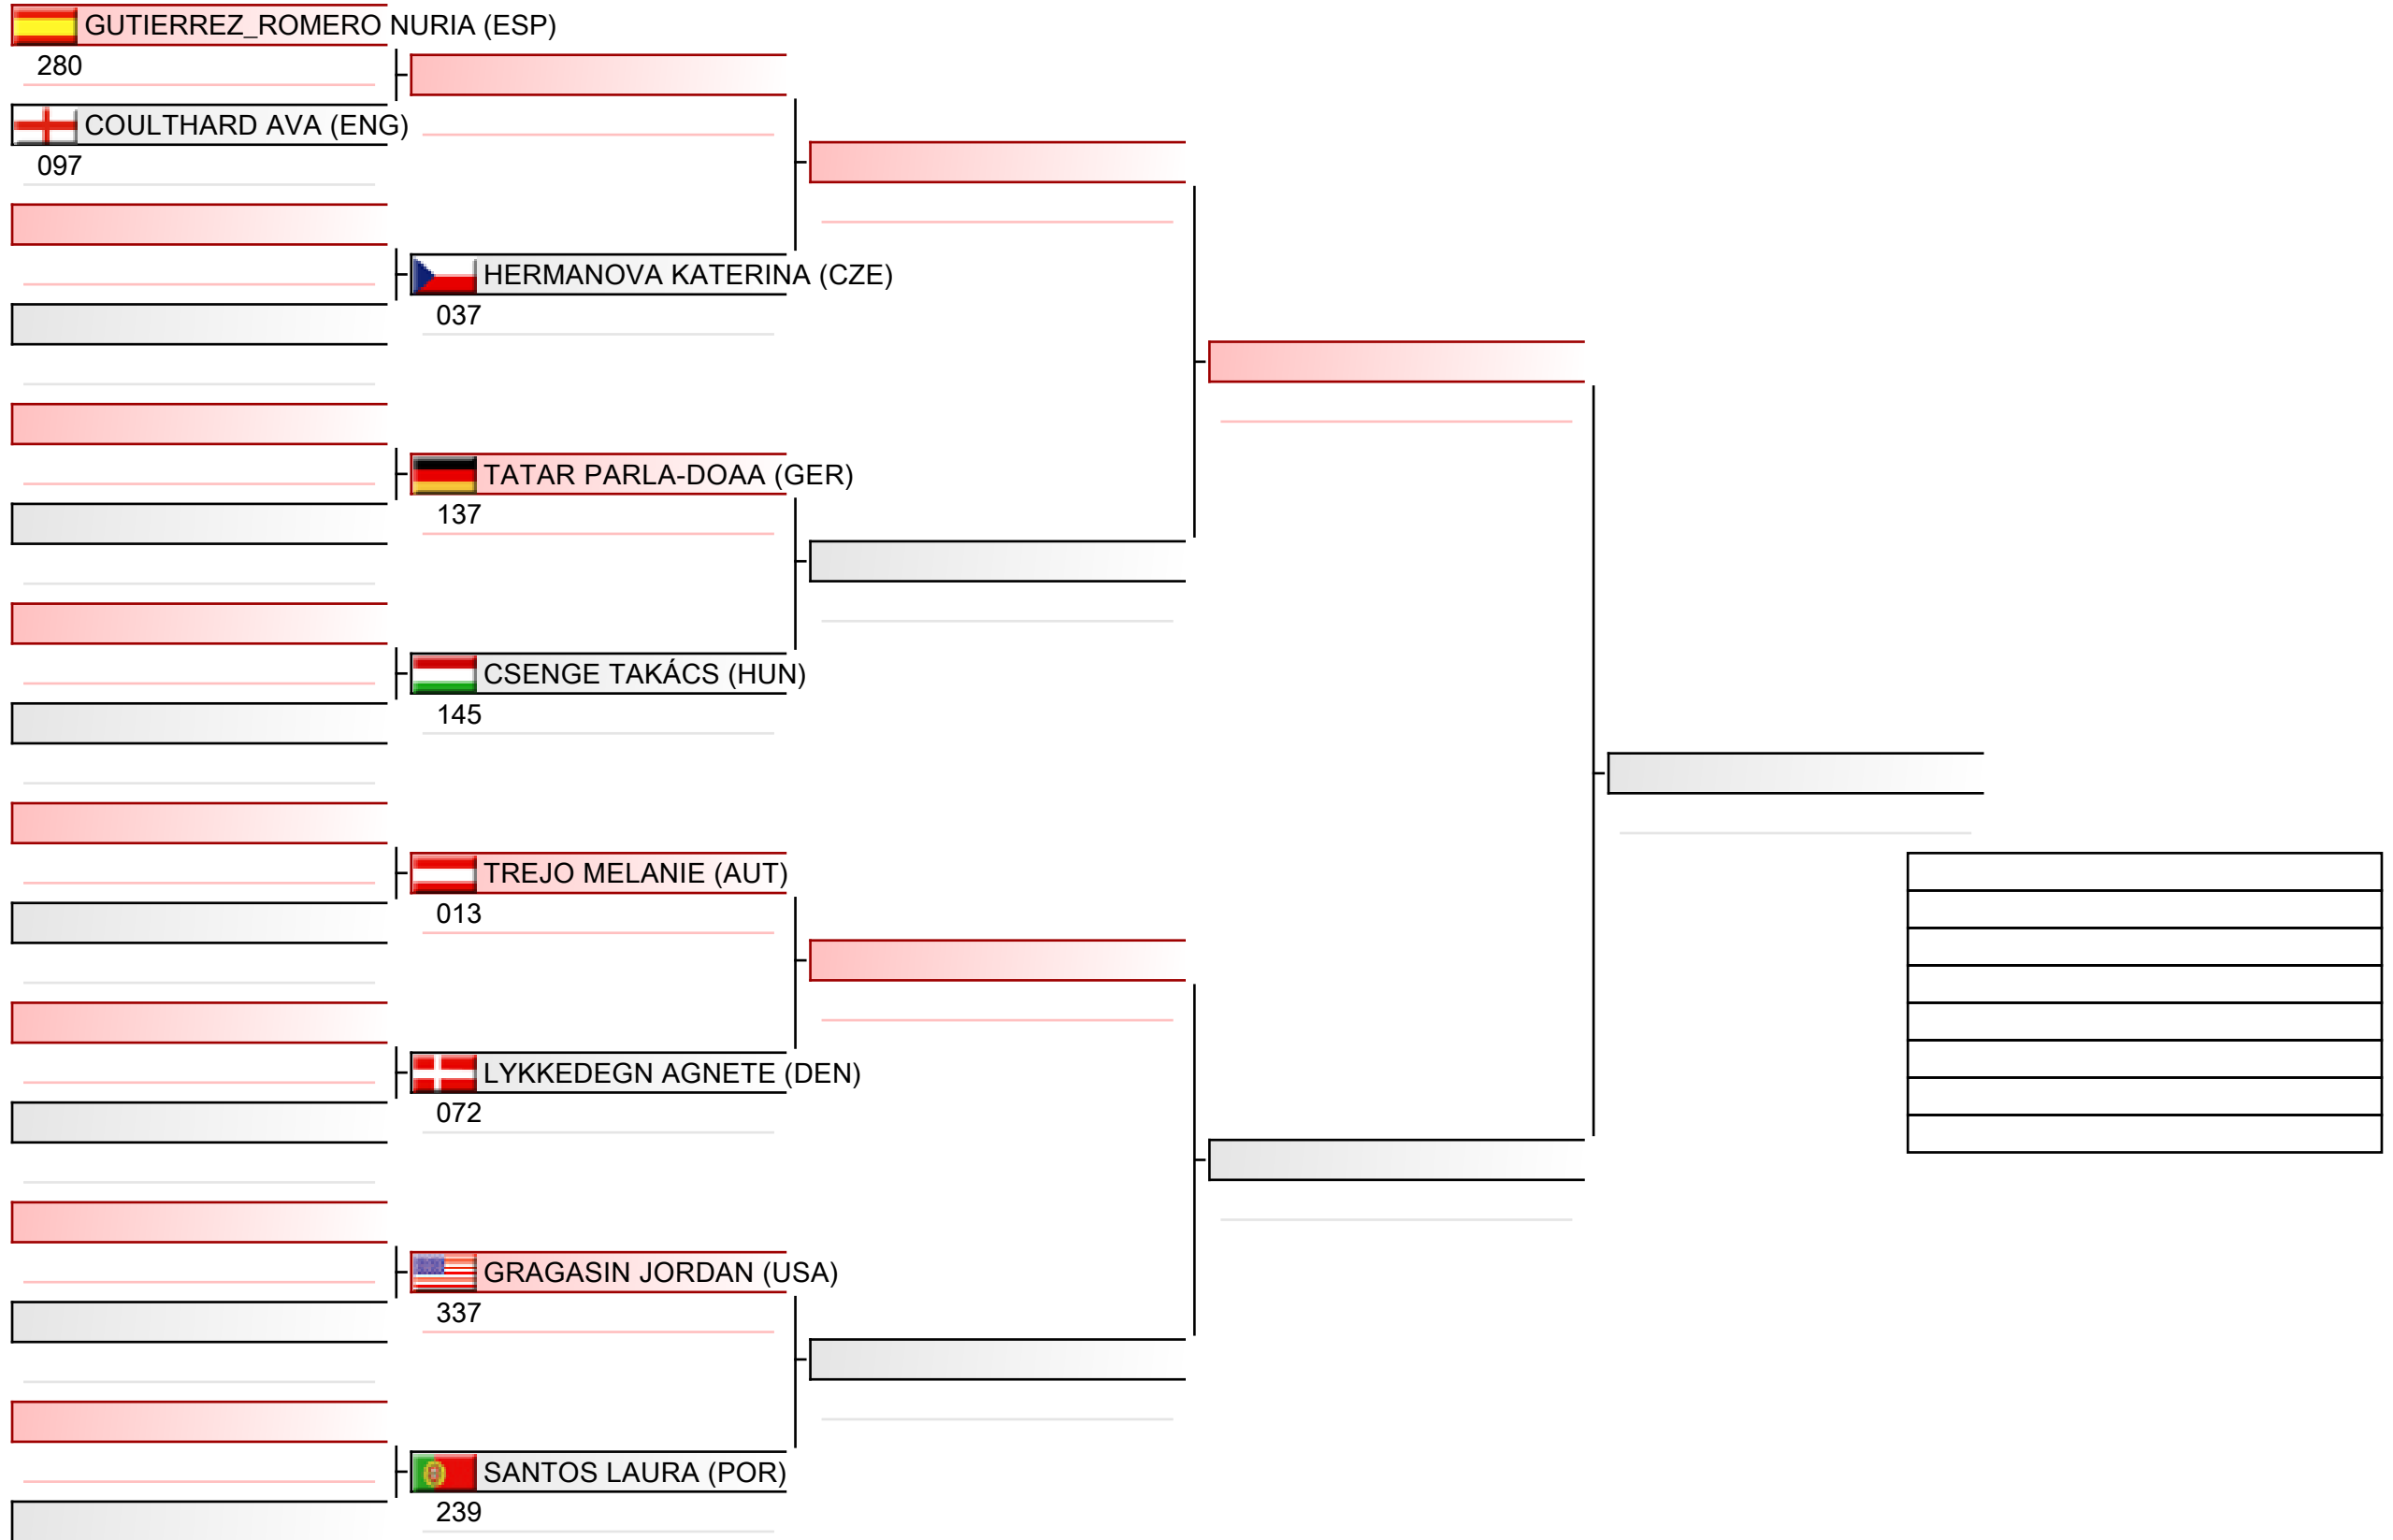 GUTIERREZ_ROMERO NURIA (ESP)
280
COULTHARD AVA (ENG)
097
HERMANOVA KATERINA (CZE)
037
TATAR PARLA-DOAA (GER)
137
CSENGE TAKÁCS (HUN)
145
TREJO MELANIE (AUT)
013
LYKKEDEGN AGNETE (DEN)
072
GRAGASIN JORDAN (USA)
337
SANTOS LAURA (POR)
239